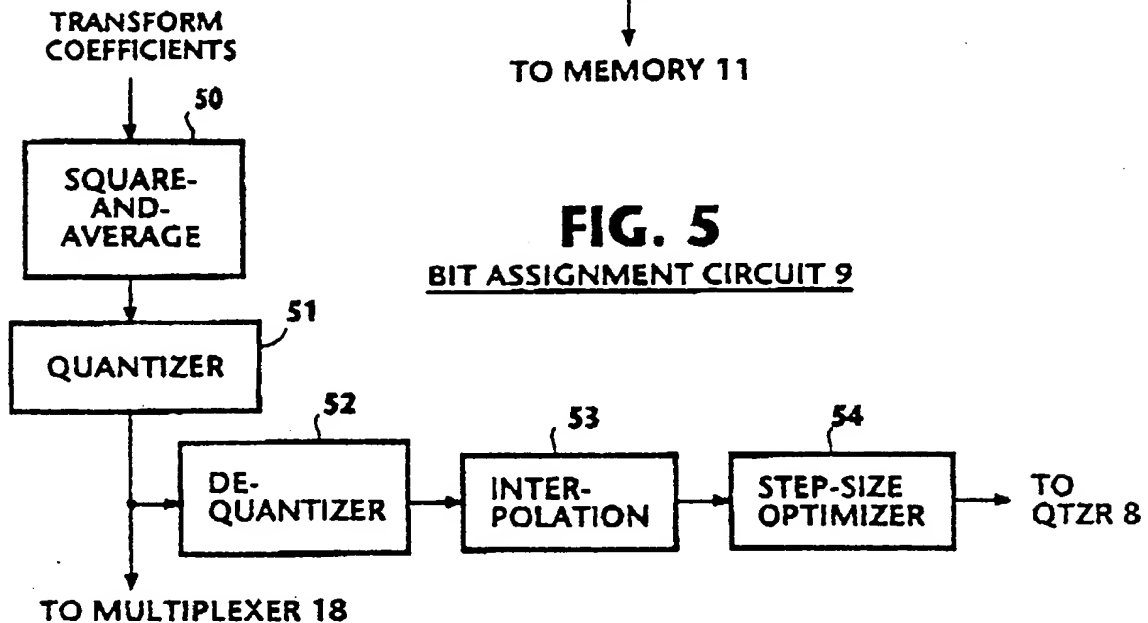 TRANSFORM
COEFFICIENTS
TO MEMORY 11
50
SQUARE-
AND-
AVERAGE
FIG. 5
BIT ASSIGNMENT CIRCUIT 9
51
QUANTIZER
52
DE-
QUANTIZER
53
INTER-
POLATION
54
STEP-SIZE
OPTIMIZER
TO
QTZR 8
TO MULTIPLEXER 18